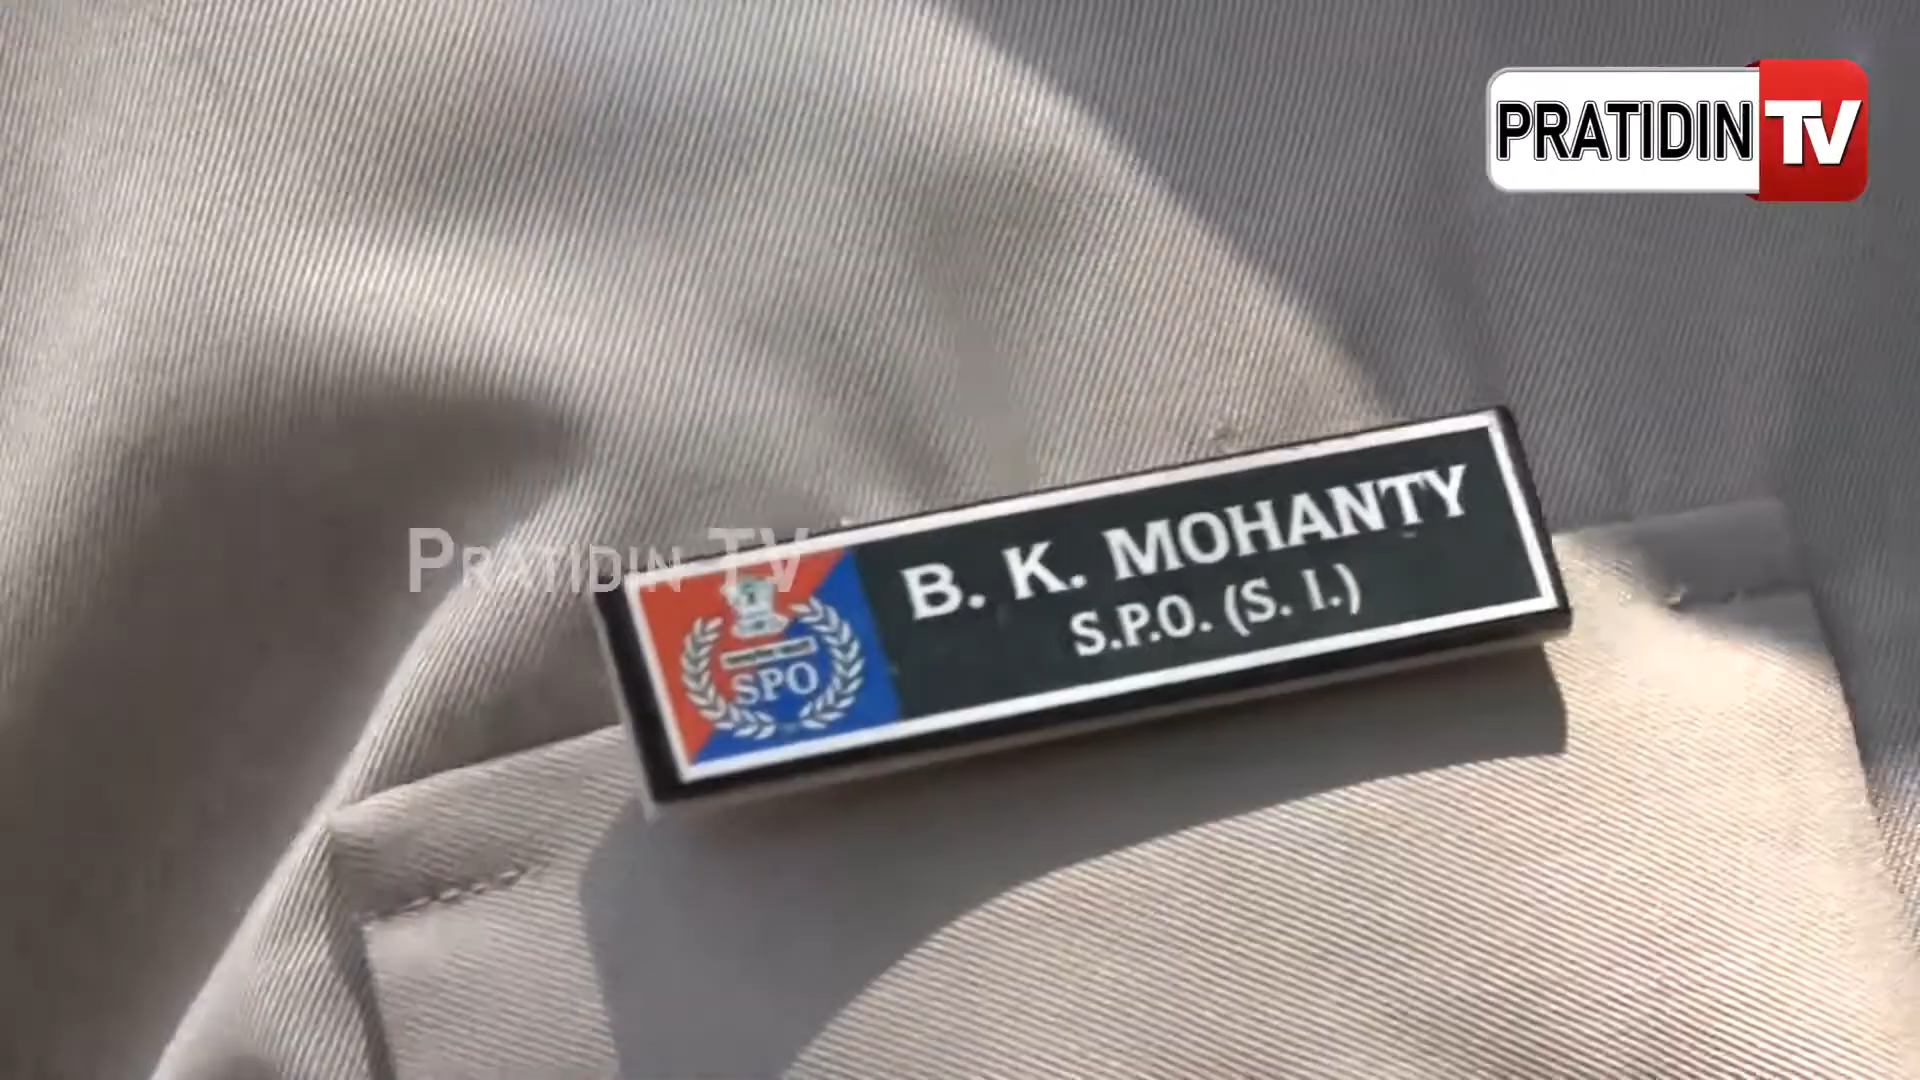 PRATIDIN TV
PRATIDIN TV
B. K. MOHANTY
S.P.O. (S. I.)
SPO